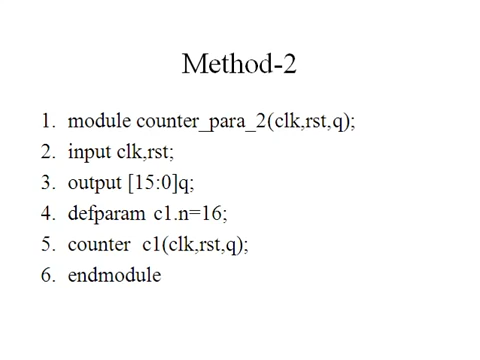 Method-2
1. module counter_para_2(clk,rst,q);
2. input clk,rst;
3. output [15:0]q;
4. defparam c1.n=16;
5. counter c1(clk,rst,q);
6. endmodule